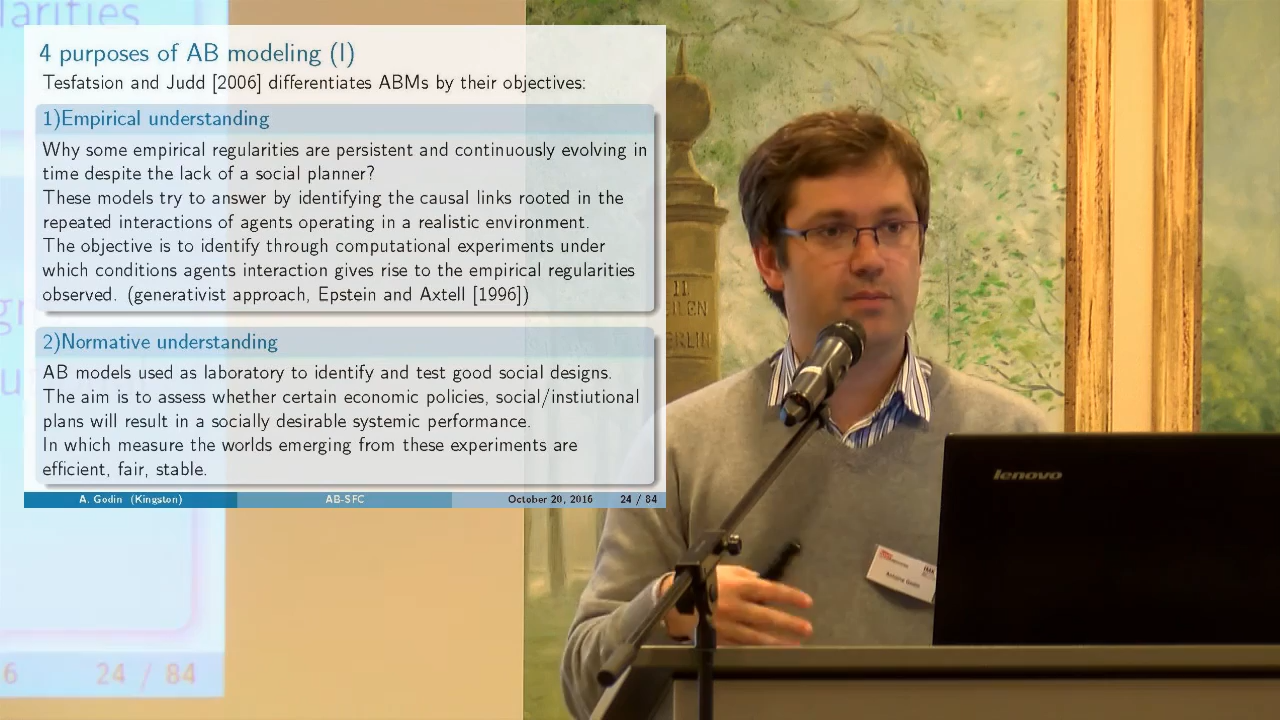 larities
4 purposes of AB modeling (I)
Tesfatsion and Judd [2006] differentiates ABMs by their objectives:
1)Empirical understanding
Why some empirical regularities are persistent and continuously evolving in
time despite the lack of a social planner?
These models try to answer by identifying the causal links rooted in the
repeated interactions of agents operating in a realistic environment.
The objective is to identify through computational experiments under
which conditions agents interaction gives rise to the empirical regularities
observed. (generativist approach, Epstein and Axtell [1996])
2)Normative understanding
AB models used as laboratory to identify and test good social designs.
The aim is to assess whether certain economic policies, social/instiutional
plans will result in a socially desirable systemic performance.
In which measure the worlds emerging from these experiments are
efficient, fair, stable.
A. Godin (Kingston) AB-SFC October 20, 2016 24 / 84
6 24 / 84
II
EILEN
BERLIN
lenovo
Antoine Godin